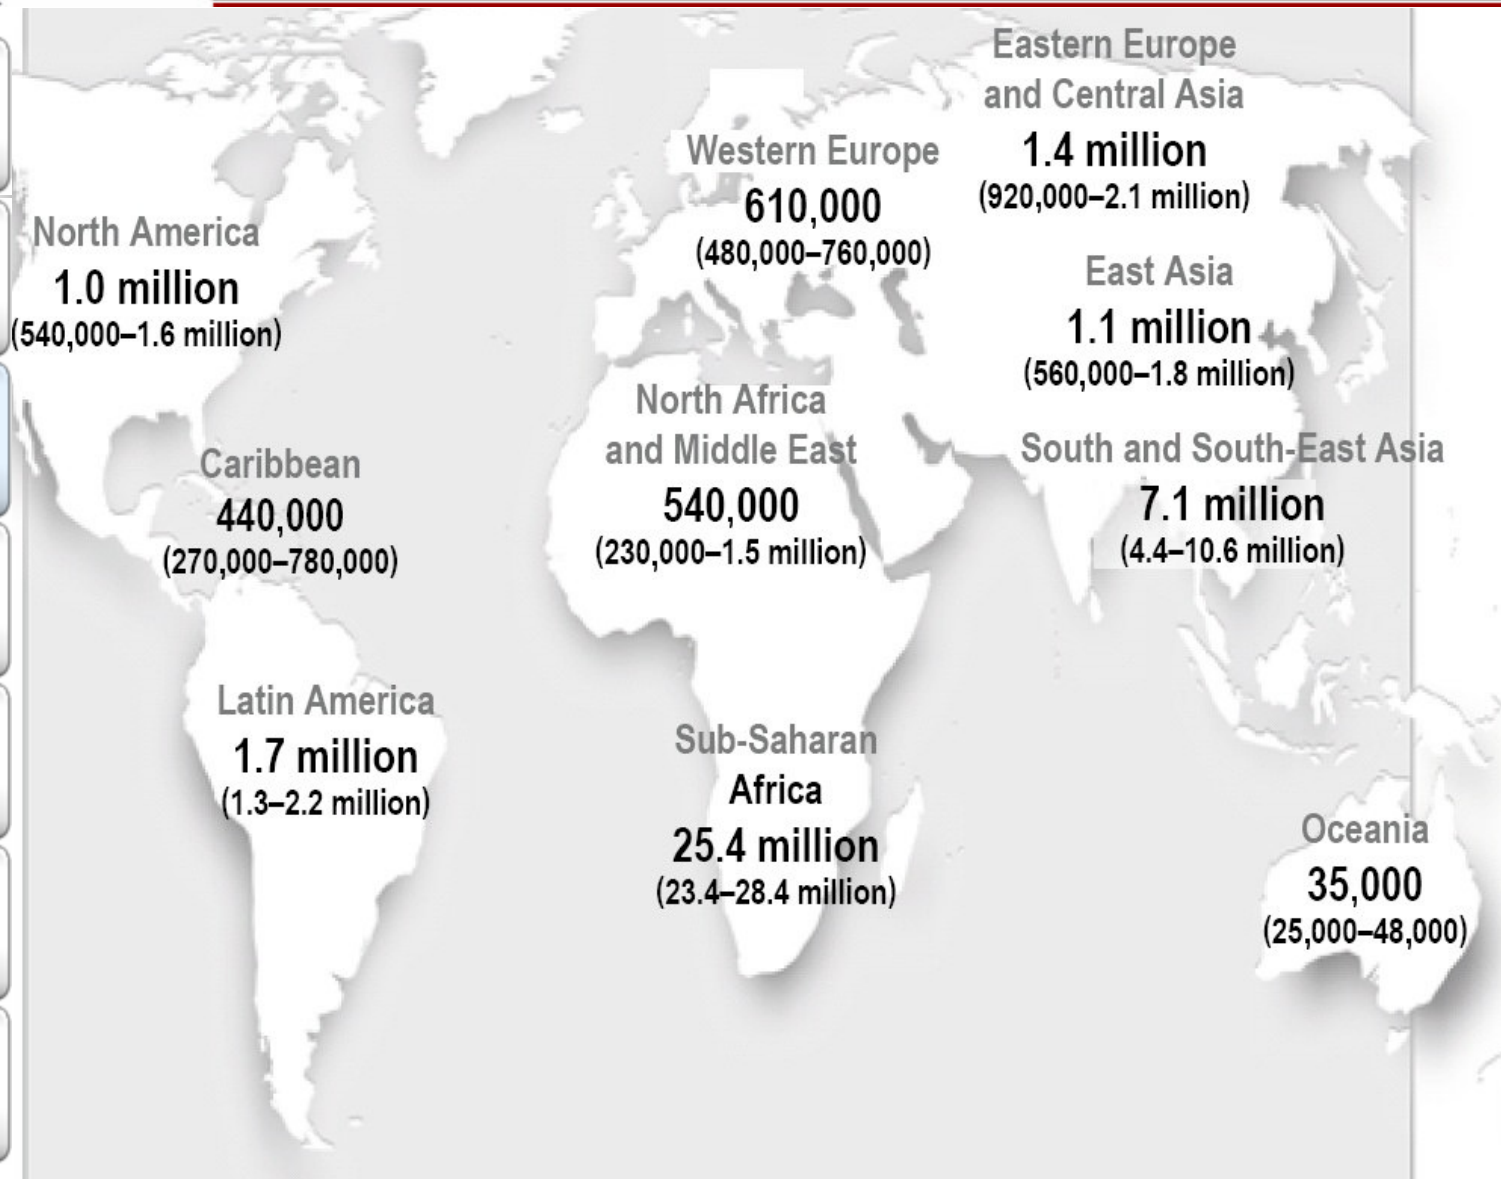 Eastern Europe
and Central Asia
1.4 million
(920,000–2.1 million)
Western Europe
610,000
(480,000–760,000)
North America
1.0 million
(540,000–1.6 million)
East Asia
1.1 million
(560,000–1.8 million)
North Africa
and Middle East
540,000
(230,000–1.5 million)
Caribbean
440,000
(270,000–780,000)
South and South-East Asia
7.1 million
(4.4–10.6 million)
Latin America
1.7 million
(1.3–2.2 million)
Sub-Saharan
Africa
25.4 million
(23.4–28.4 million)
Oceania
35,000
(25,000–48,000)